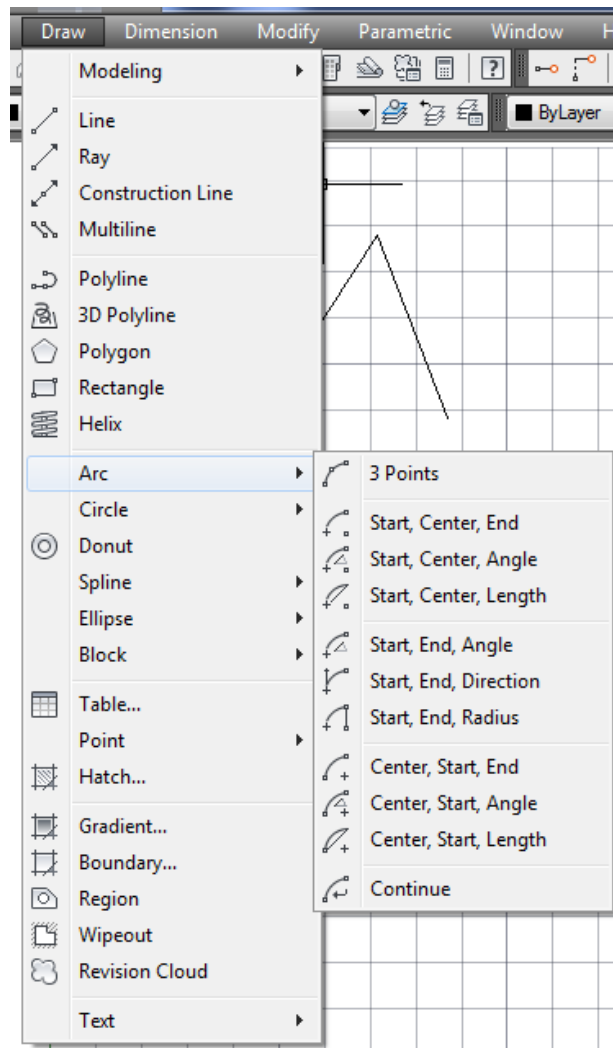 Draw Dimension Modify Parametric Window H
Modeling
ByLayer
Line
Ray
Construction Line
Multiline
Polyline
3D Polyline
Polygon
Rectangle
Helix
Arc
Circle
Donut
Spline
Ellipse
Block
Table...
Point
Hatch...
Gradient...
Boundary...
Region
Wipeout
Revision Cloud
Text
3 Points
Start, Center, End
Start, Center, Angle
Start, Center, Length
Start, End, Angle
Start, End, Direction
Start, End, Radius
Center, Start, End
Center, Start, Angle
Center, Start, Length
Continue